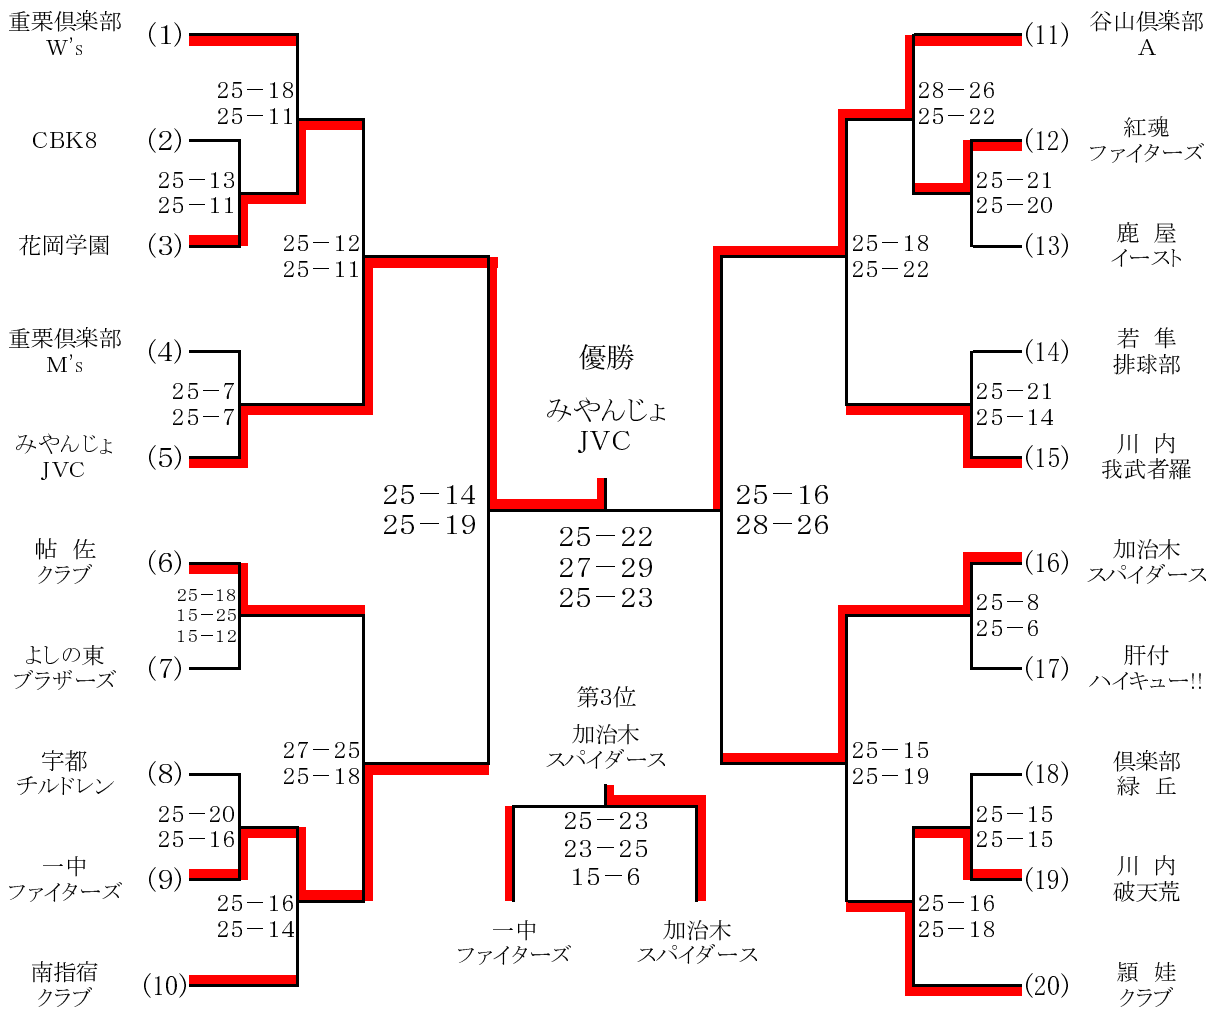 重栗倶楽部
W's
(1)
25－18
25－11
CBK8
(2)
25－13
25－11
花岡学園
(3)
25－12
25－11
重栗倶楽部
M's
(4)
25－7
25－7
みやんじょ
JVC
(5)
25－14
25－19
帖 佐
クラブ
(6)
25－18
15－25
15－12
よしの東
ブラザーズ
(7)
27－25
25－18
宇都
チルドレン
(8)
25－20
25－16
一中
ファイターズ
(9)
25－16
25－14
南指宿
クラブ
(10)
優勝
みやんじょ
JVC
25－22
27－29
25－23
第3位
加治木
スパイダース
25－23
23－25
15－6
一中
ファイターズ
加治木
スパイダース
(11)
谷山倶楽部
A
28－26
25－22
(12)
紅魂
ファイターズ
25－21
25－20
(13)
鹿 屋
イースト
25－18
25－22
(14)
若 隼
排球部
25－21
25－14
(15)
川 内
我武者羅
25－16
28－26
(16)
加治木
スパイダース
25－8
25－6
(17)
肝付
ハイキュー!!
25－15
25－19
(18)
倶楽部
緑 丘
25－15
25－15
(19)
川 内
破天荒
25－16
25－18
(20)
頴 娃
クラブ